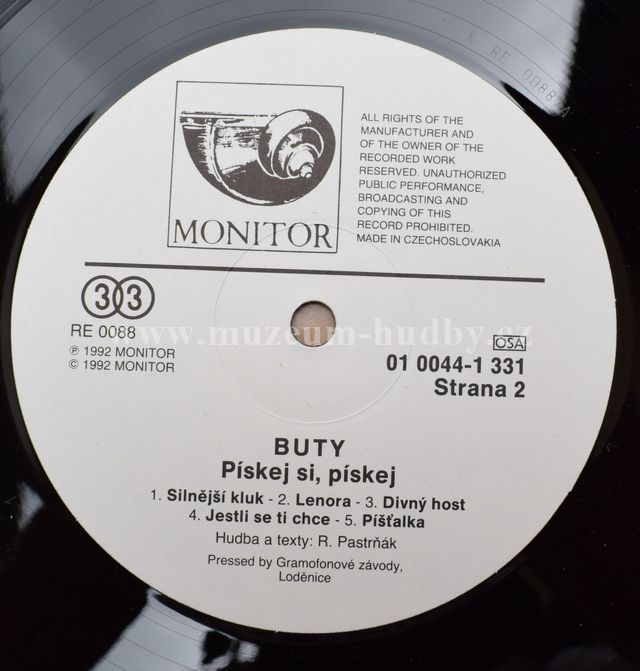 & RE 0088 A
ALL RIGHTS OF THE
MANUFACTURER AND
OF THE OWNER OF THE
RECORDED WORK
RESERVED. UNAUTHORIZED
PUBLIC PERFORMANCE,
BROADCASTING AND
COPYING OF THIS
RECORD PROHIBITED.
MADE IN CZECHOSLOVAKIA
MONITOR
33
RE 0088
℗ 1992 MONITOR
© 1992 MONITOR
www.muzeum-hudby.cz
OSA
01 0044-1 331
Strana 2
BUTY
Pískej si, pískej
1. Silnější kluk - 2. Lenora - 3. Divný host
4. Jestli se ti chce - 5. Píšťalka
Hudba a texty: R. Pastrňák
Pressed by Gramofonové závody,
Loděnice